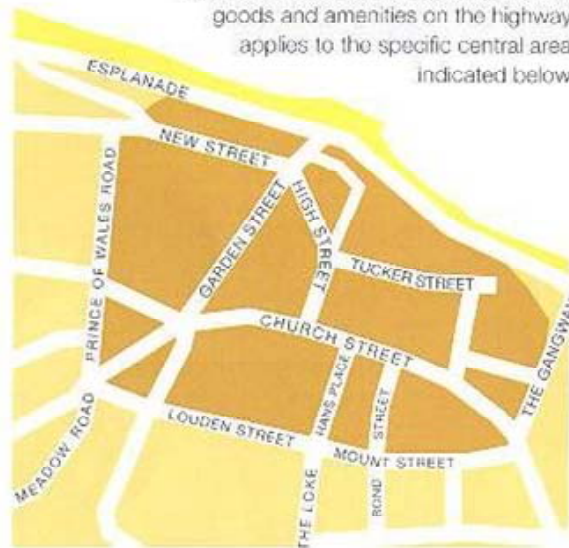 goods and amenities on the highway
applies to the specific central area
indicated below
ESPLANADE
NEW STREET
PRINCE OF WALES ROAD
GARDEN STREET
HIGH STREET
TUCKER STREET
CHURCH STREET
THE GANGWAY
HANS PLACE
LOUDEN STREET
MOUNT STREET
MEADOW ROAD
THE LOKE
BOND STREET